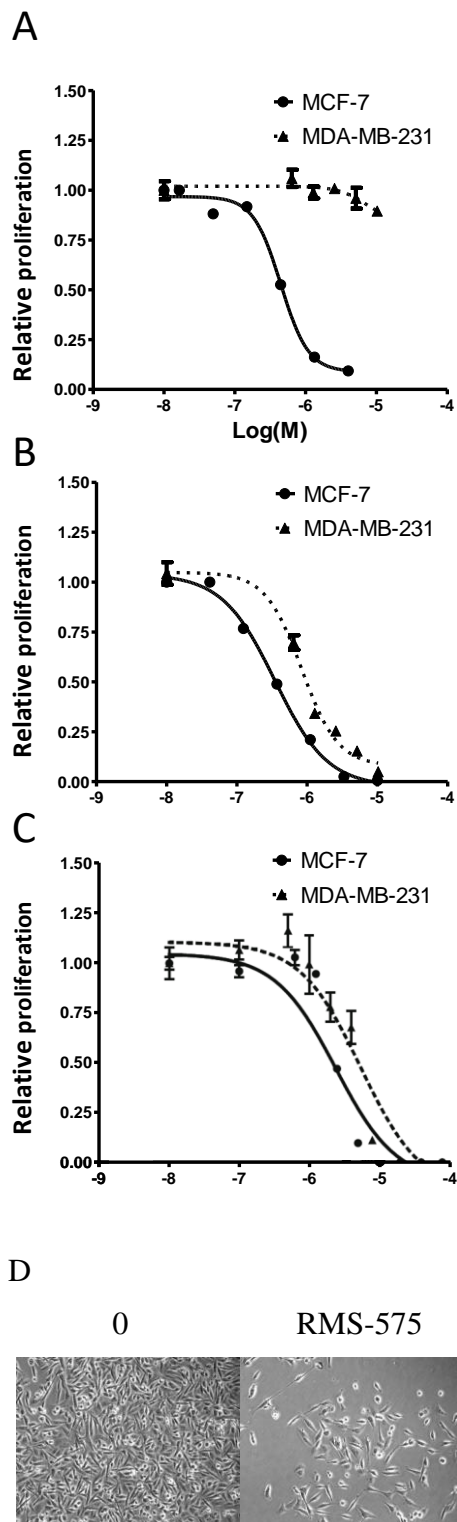 A
1.50
1.25
1.00
0.75
0.50
0.25
0.00
Relative proliferation
MCF-7
MDA-MB-231
-9 -8 -7 -6 -5 -4
Log(M)
B
1.50
1.25
1.00
0.75
0.50
0.25
0.00
Relative proliferation
MCF-7
MDA-MB-231
-9 -8 -7 -6 -5 -4
C
1.50
1.25
1.00
0.75
0.50
0.25
0.00
Relative proliferation
MCF-7
MDA-MB-231
-9 -8 -7 -6 -5 -4
D
0 RMS-575